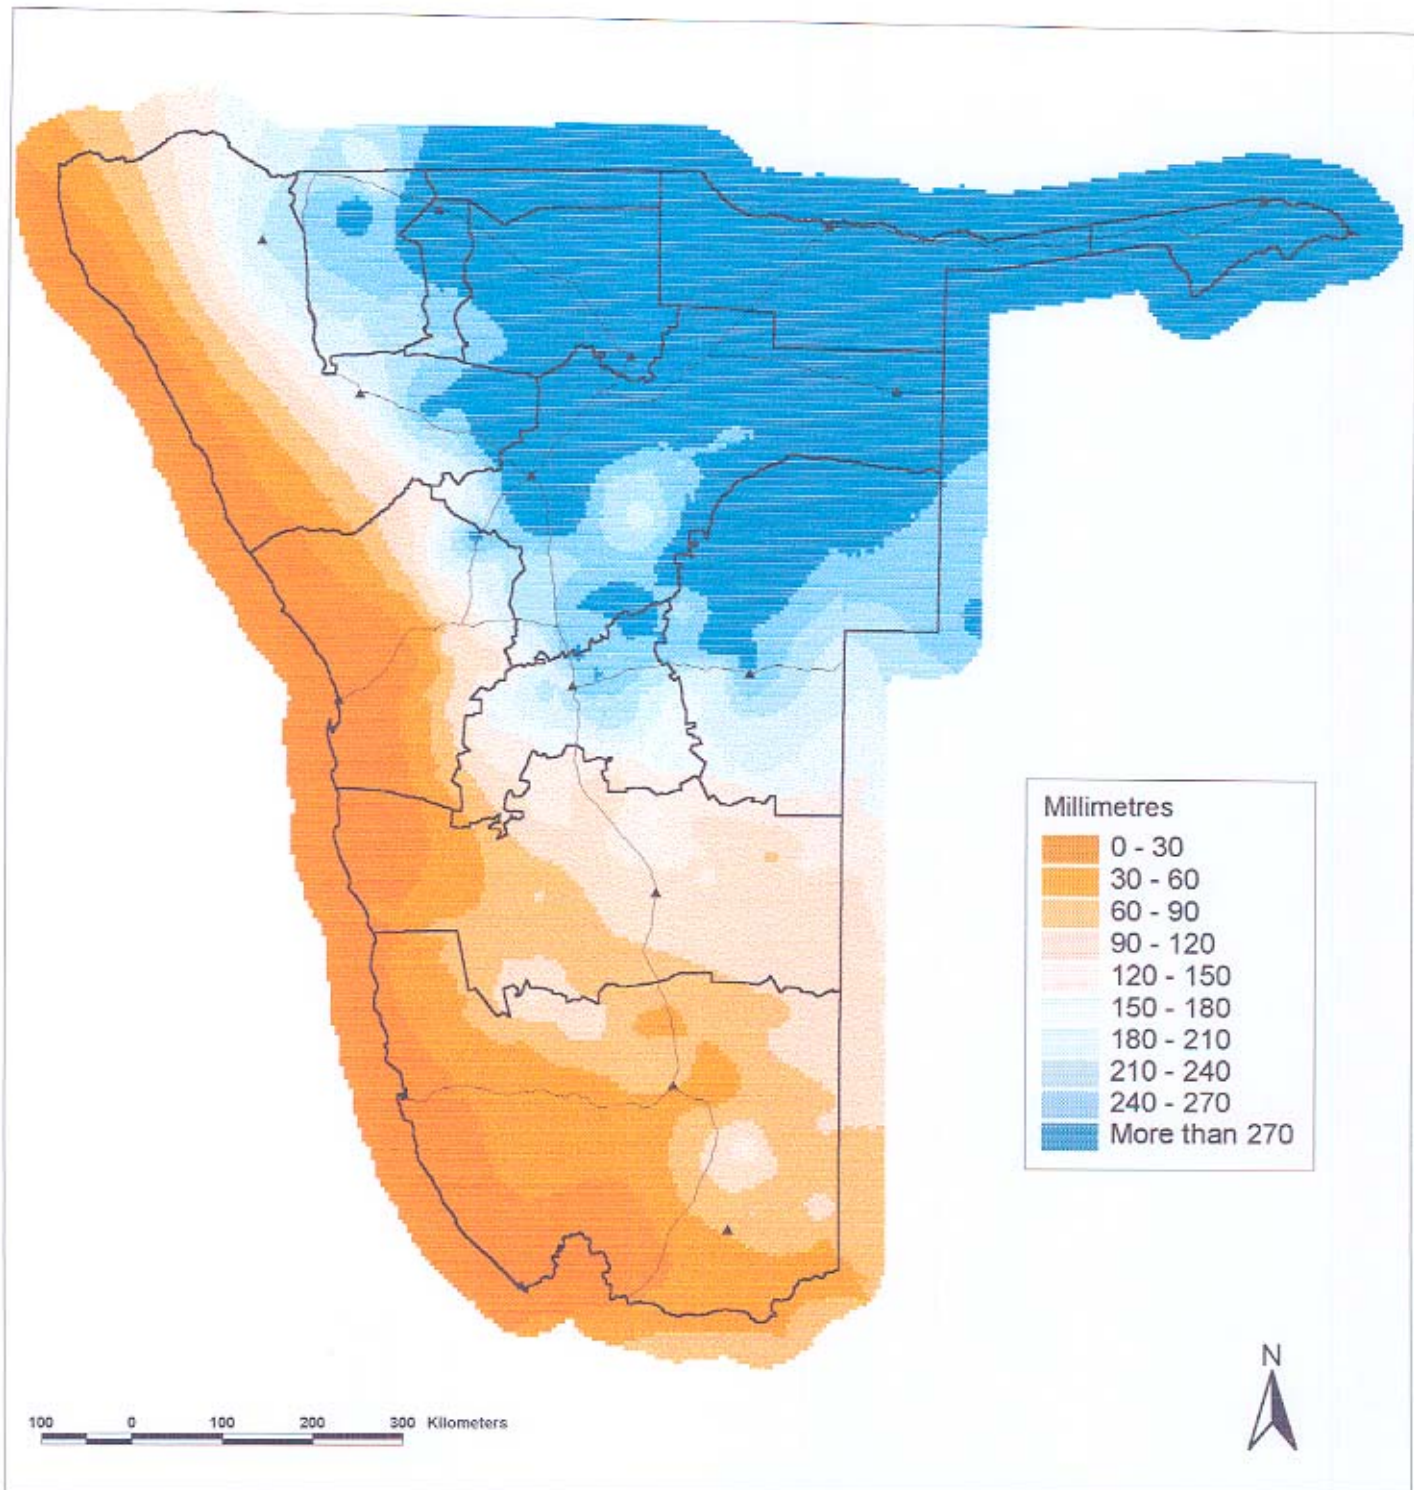 Millimetres
0 - 30
30 - 60
60 - 90
90 - 120
120 - 150
150 - 180
180 - 210
210 - 240
240 - 270
More than 270
N
100 0 100 200 300 Kilometers